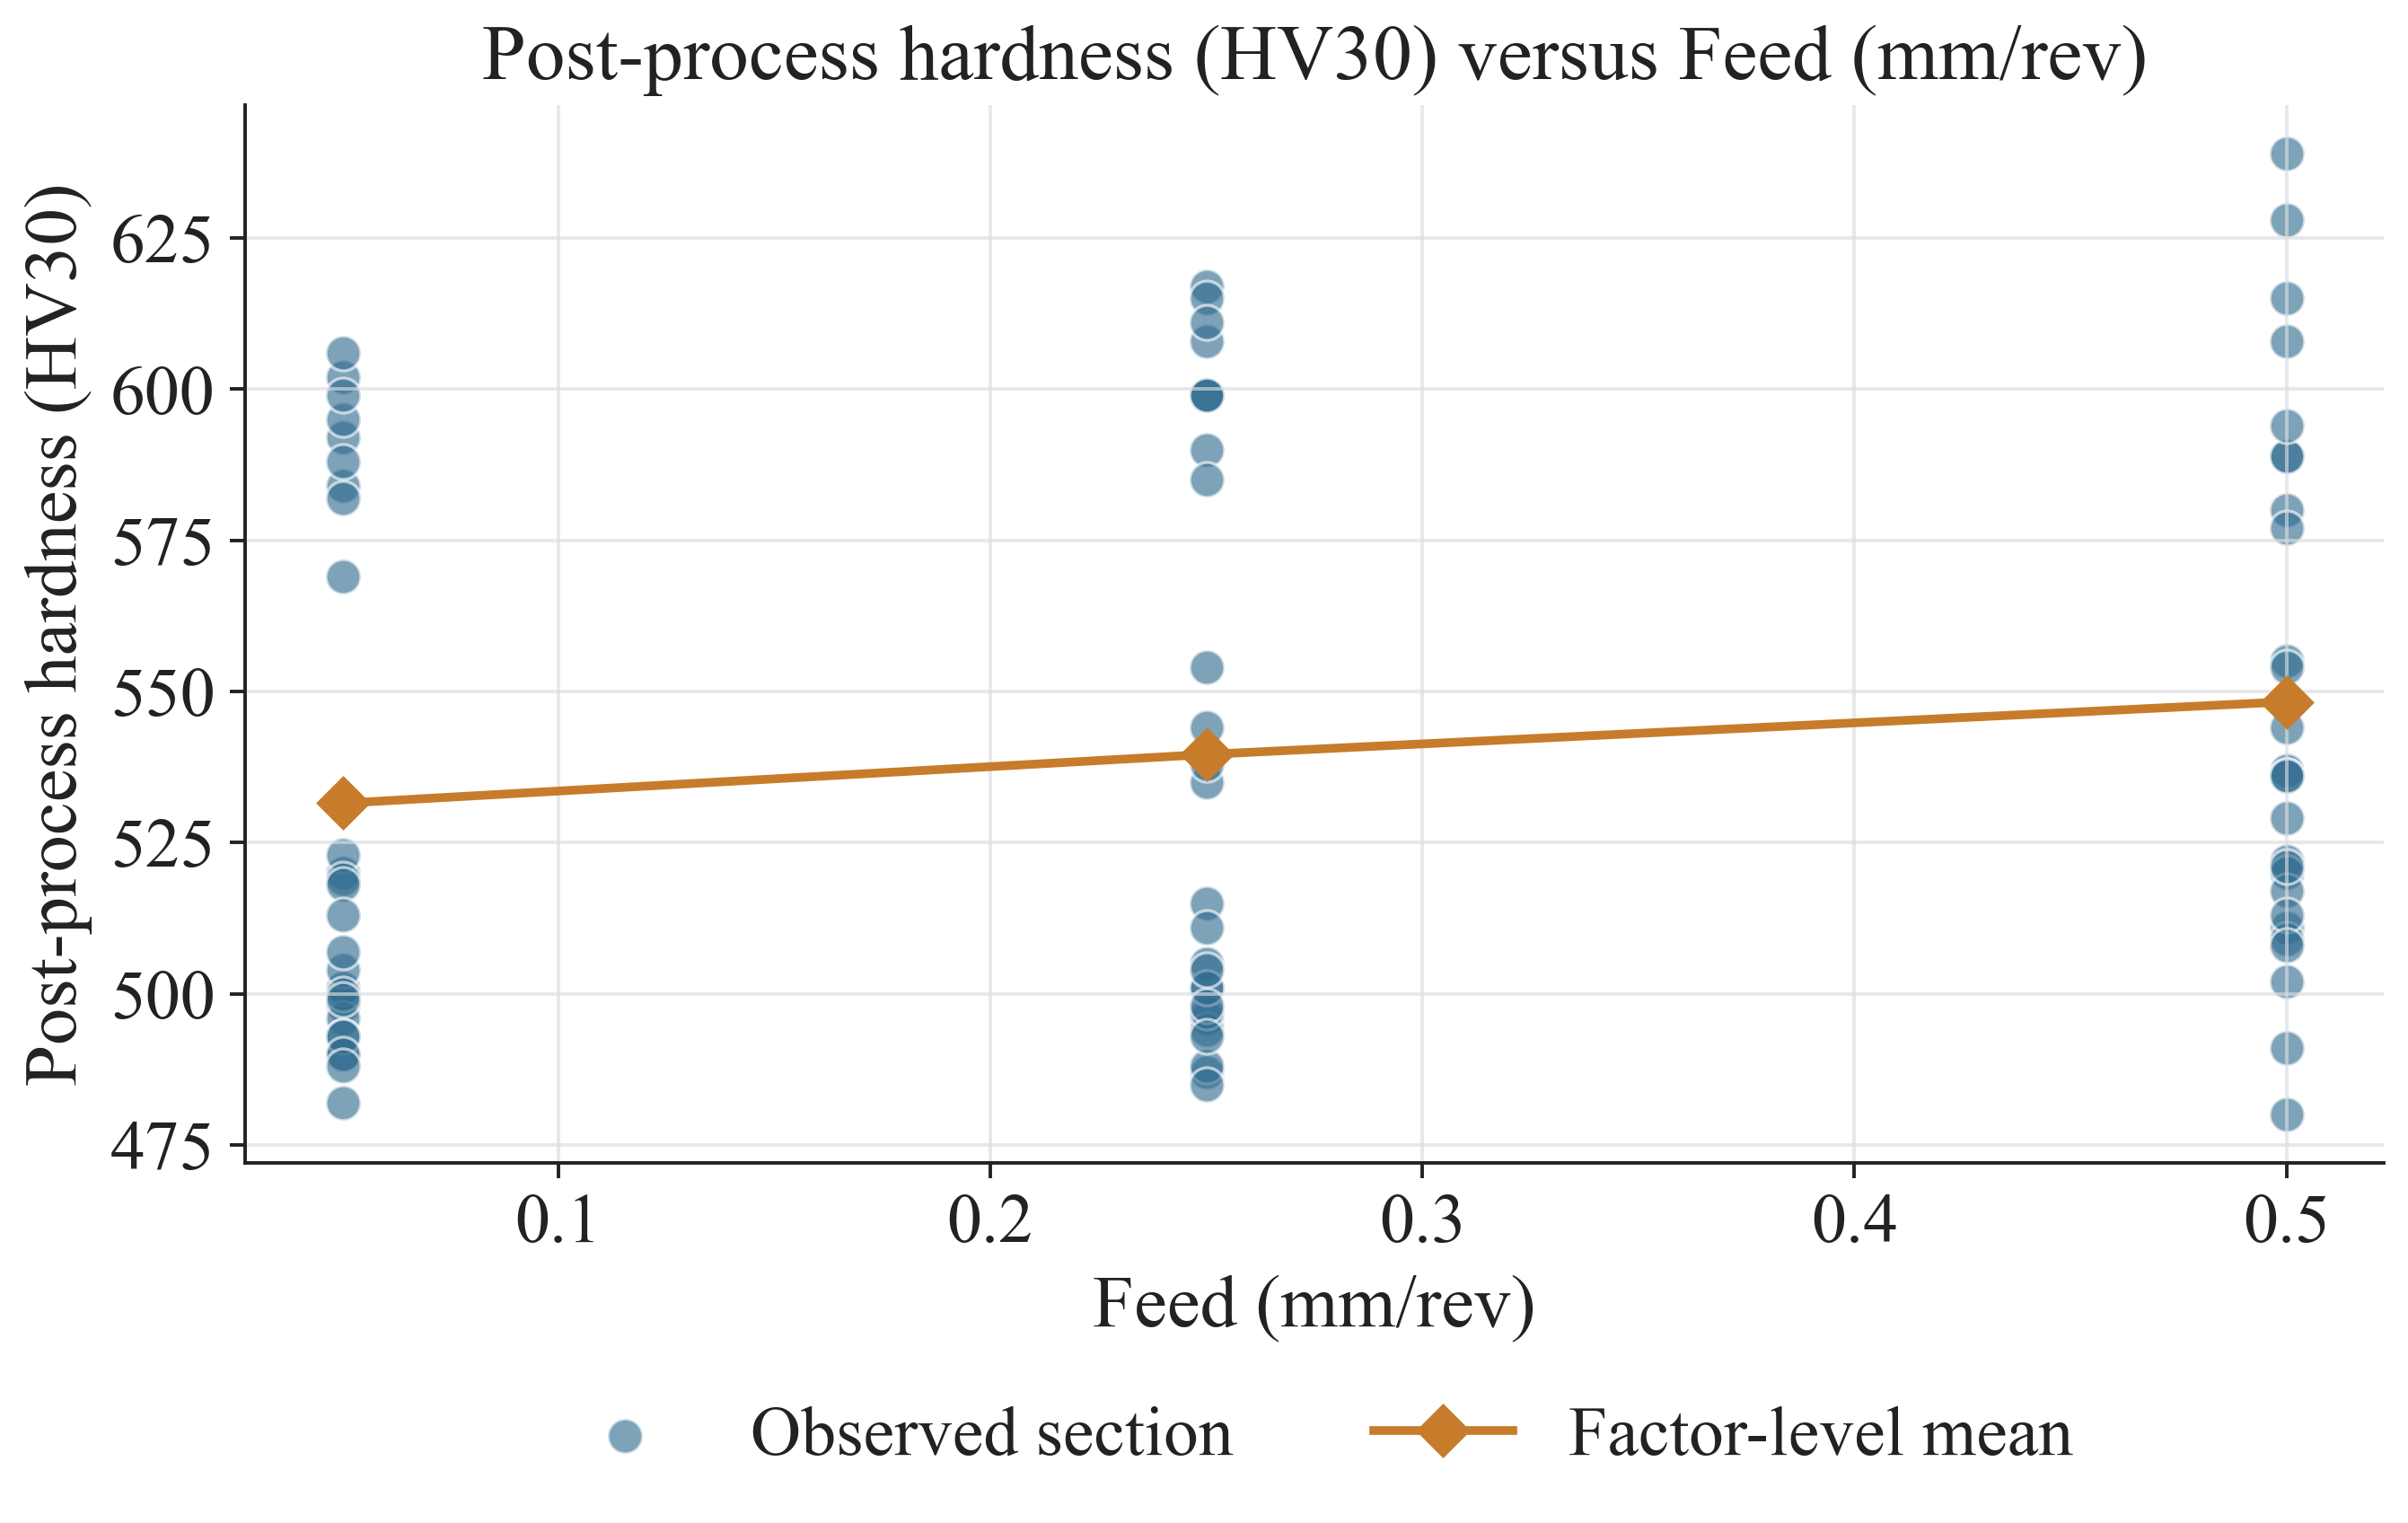 Post-process hardness (HV30) versus Feed (mm/rev)
Post-process hardness (HV30)
625
600
575
550
525
500
475
0.1 0.2 0.3 0.4 0.5
Feed (mm/rev)
Observed section Factor-level mean